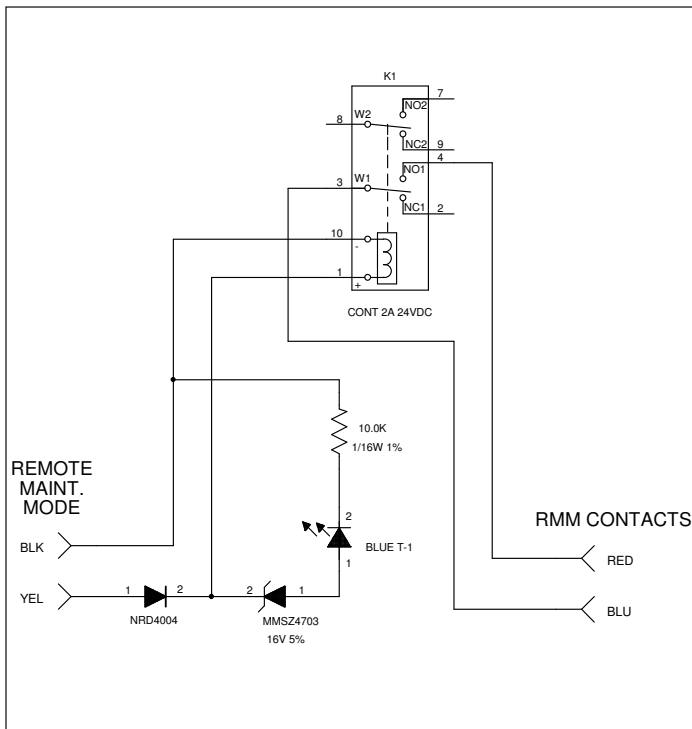 K1
NO2
7
8
W2
NC2
9
4
NO1
3
W1
NC1
2
10
-
1
+
CONT 2A 24VDC
10.0K
1/16W 1%
REMOTE
MAINT.
MODE
2
BLUE T-1
1
RMM CONTACTS
BLK
RED
YEL
1
2
2
1
BLU
NRD4004
MMSZ4703
16V 5%